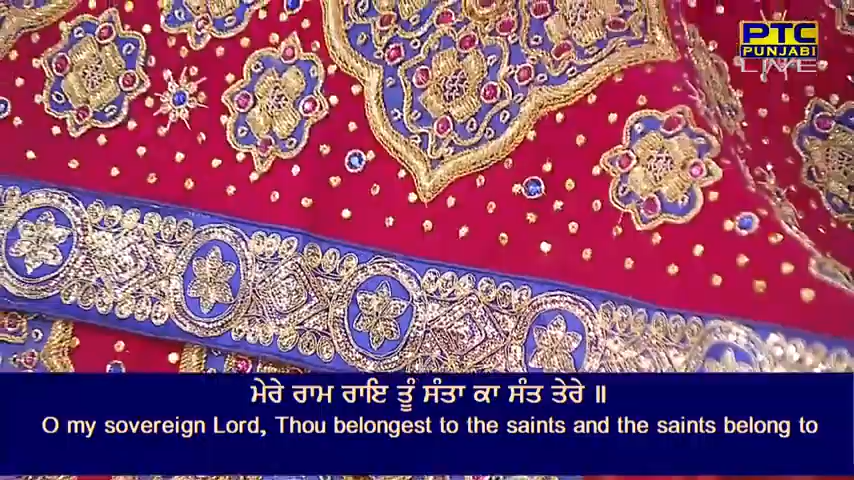 PTC
PUNJABI
LIVE
ਮੇਰੇ ਰਾਮ ਰਾਇ ਤੂੰ ਸੰਤਾ ਕਾ ਸੰਤ ਤੇਰੇ ॥
O my sovereign Lord, Thou belongest to the saints and the saints belong to